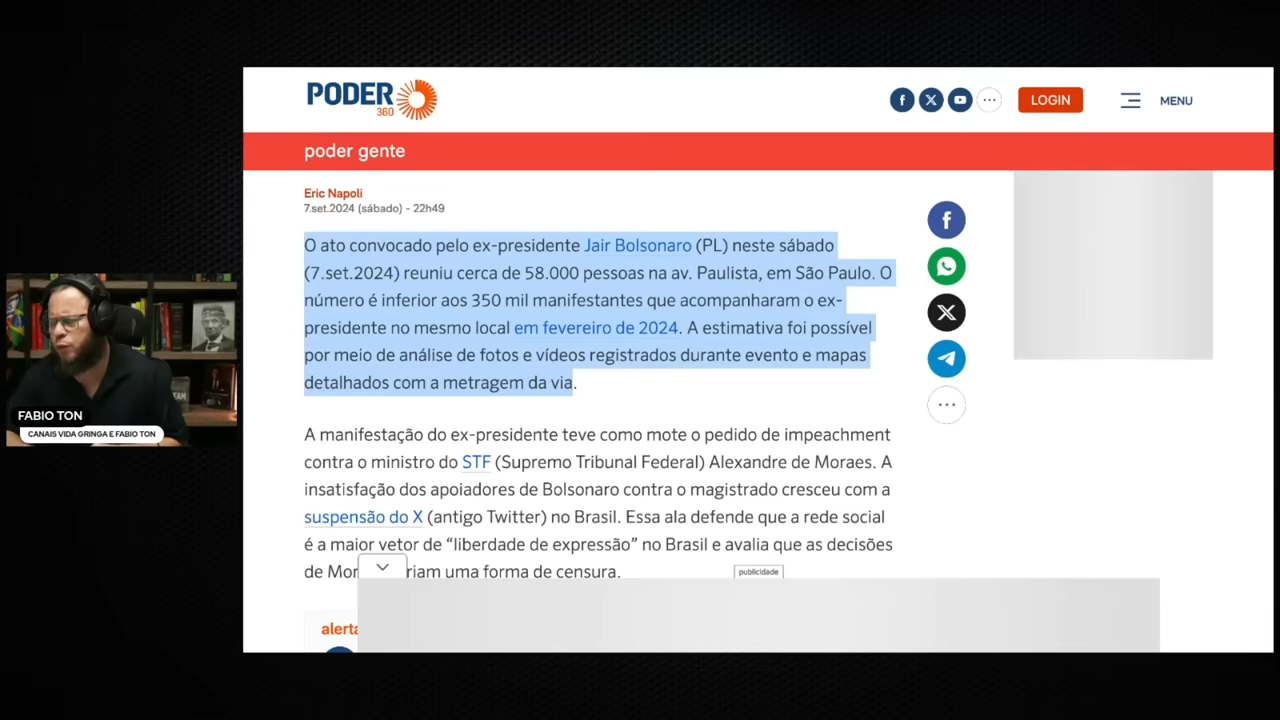 PODER
360
LOGIN
MENU
poder gente
Eric Napoli
7.set.2024 (sábado) - 22h49
O ato convocado pelo ex-presidente Jair Bolsonaro (PL) neste sábado
(7.set.2024) reuniu cerca de 58.000 pessoas na av. Paulista, em São Paulo. O
número é inferior aos 350 mil manifestantes que acompanharam o ex-
presidente no mesmo local em fevereiro de 2024. A estimativa foi possível
por meio de análise de fotos e vídeos registrados durante evento e mapas
detalhados com a metragem da via.
A manifestação do ex-presidente teve como mote o pedido de impeachment
contra o ministro do STF (Supremo Tribunal Federal) Alexandre de Moraes. A
insatisfação dos apoiadores de Bolsonaro contra o magistrado cresceu com a
suspensão do X (antigo Twitter) no Brasil. Essa ala defende que a rede social
é a maior vetor de “liberdade de expressão” no Brasil e avalia que as decisões
de Mor riam uma forma de censura.
publicidade
alerta
FABIO TON
CANAIS VIDA GRINGA E FABIO TON